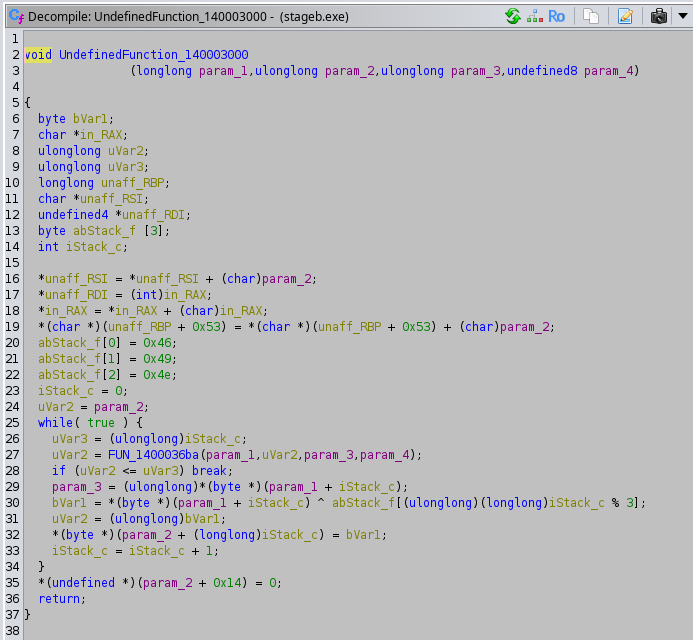 Decompile: UndefinedFunction_140003000 - (stageb.exe)
Ro
1
2 void UndefinedFunction_140003000
3 (longlong param_1,ulonglong param_2,ulonglong param_3,undefined8 param_4)
4
5 {
6 byte bVar1;
7 char *in_RAX;
8 ulonglong uVar2;
9 ulonglong uVar3;
10 longlong unaff_RBP;
11 char *unaff_RSI;
12 undefined4 *unaff_RDI;
13 byte abStack_f [3];
14 int iStack_c;
15
16 *unaff_RSI = *unaff_RSI + (char)param_2;
17 *unaff_RDI = (int)in_RAX;
18 *in_RAX = *in_RAX + (char)in_RAX;
19 *(char *)(unaff_RBP + 0x53) = *(char *)(unaff_RBP + 0x53) + (char)param_2;
20 abStack_f[0] = 0x46;
21 abStack_f[1] = 0x49;
22 abStack_f[2] = 0x4e;
23 iStack_c = 0;
24 uVar2 = param_2;
25 while( true ) {
26 uVar3 = (ulonglong)iStack_c;
27 uVar2 = FUN_1400036ba(param_1,uVar2,param_3,param_4);
28 if (uVar2 <= uVar3) break;
29 param_3 = (ulonglong)*(byte *)(param_1 + iStack_c);
30 bVar1 = *(byte *)(param_1 + iStack_c) ^ abStack_f[(ulonglong)(longlong)iStack_c % 3];
31 uVar2 = (ulonglong)bVar1;
32 *(byte *)(param_2 + (longlong)iStack_c) = bVar1;
33 iStack_c = iStack_c + 1;
34 }
35 *(undefined *)(param_2 + 0x14) = 0;
36 return;
37 }
38